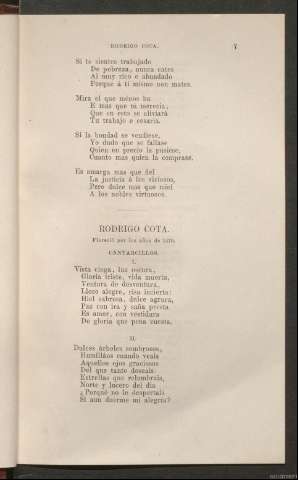 RODRIGO COTA. 7
Si te sientes trabajado
De pobreza, nunca cates
Al muy rico e abundado
Porque á ti mismo non mates.
Mira el que ménos ha
E mas que tu merecia,
Que en esto se aliviará
Tu trabajo e cesaria.
Si la bondad se vendiese,
Yo dudo que se fallase
Quien en precio la pusiese,
Cuanto mas quien la comprase.
Es amarga mas que fiel
La justicia á los viciosos,
Pero dulce mas que miel
A los nobles virtuosos.
RODRIGO COTA.
Floreció por los años de 1470.
CANTARCILLOS.
I.
Vista ciega, luz oscura,
Gloria triste, vida muerta,
Ventura de desventura,
Lloro alegre, risa incierta:
Hiel sabrosa, dulce agrura,
Paz con ira y saña presta
Es amor, con vestidura
De gloria que pena cuesta.
II.
Dulces árboles sombrosos,
Humilláos cuando veais
Aquellos ojos graciosos
Del que tanto deseais:
Estrellas que relumbrais,
Norte y lucero del dia
¿Porqué no le despertais
Si aun duerme mi alegría?